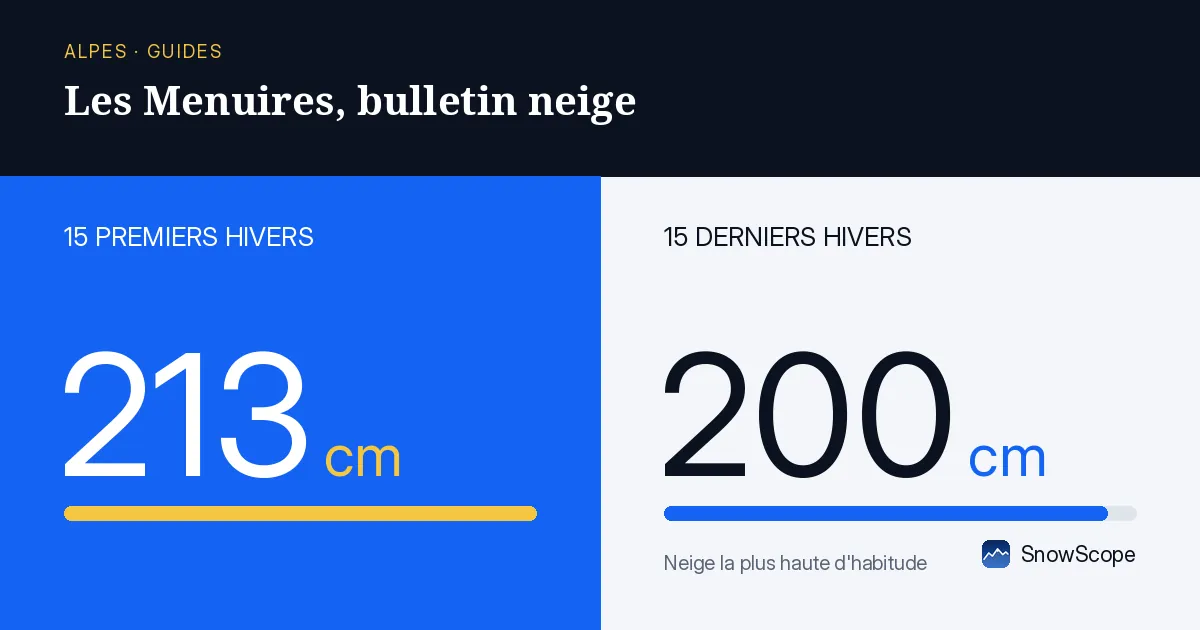 ALPES · GUIDES
Les Menuires, bulletin neige
15 PREMIERS HIVERS
213 cm
15 DERNIERS HIVERS
200 cm
Neige la plus haute d'habitude
SnowScope